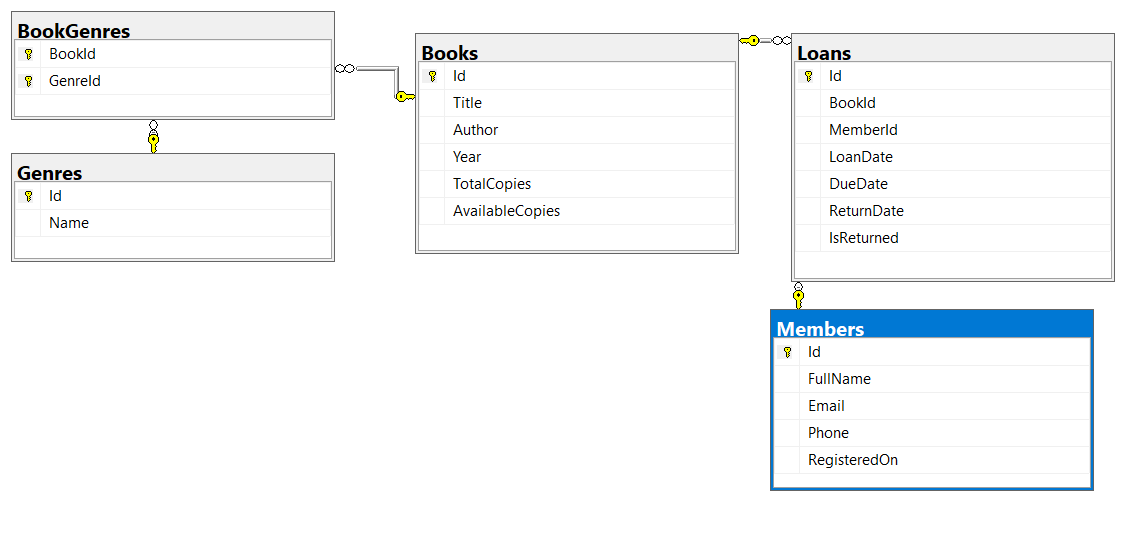 BookGenres
BookId
GenreId
Genres
Id
Name
Books
Id
Title
Author
Year
TotalCopies
AvailableCopies
Loans
Id
BookId
MemberId
LoanDate
DueDate
ReturnDate
IsReturned
Members
Id
FullName
Email
Phone
RegisteredOn